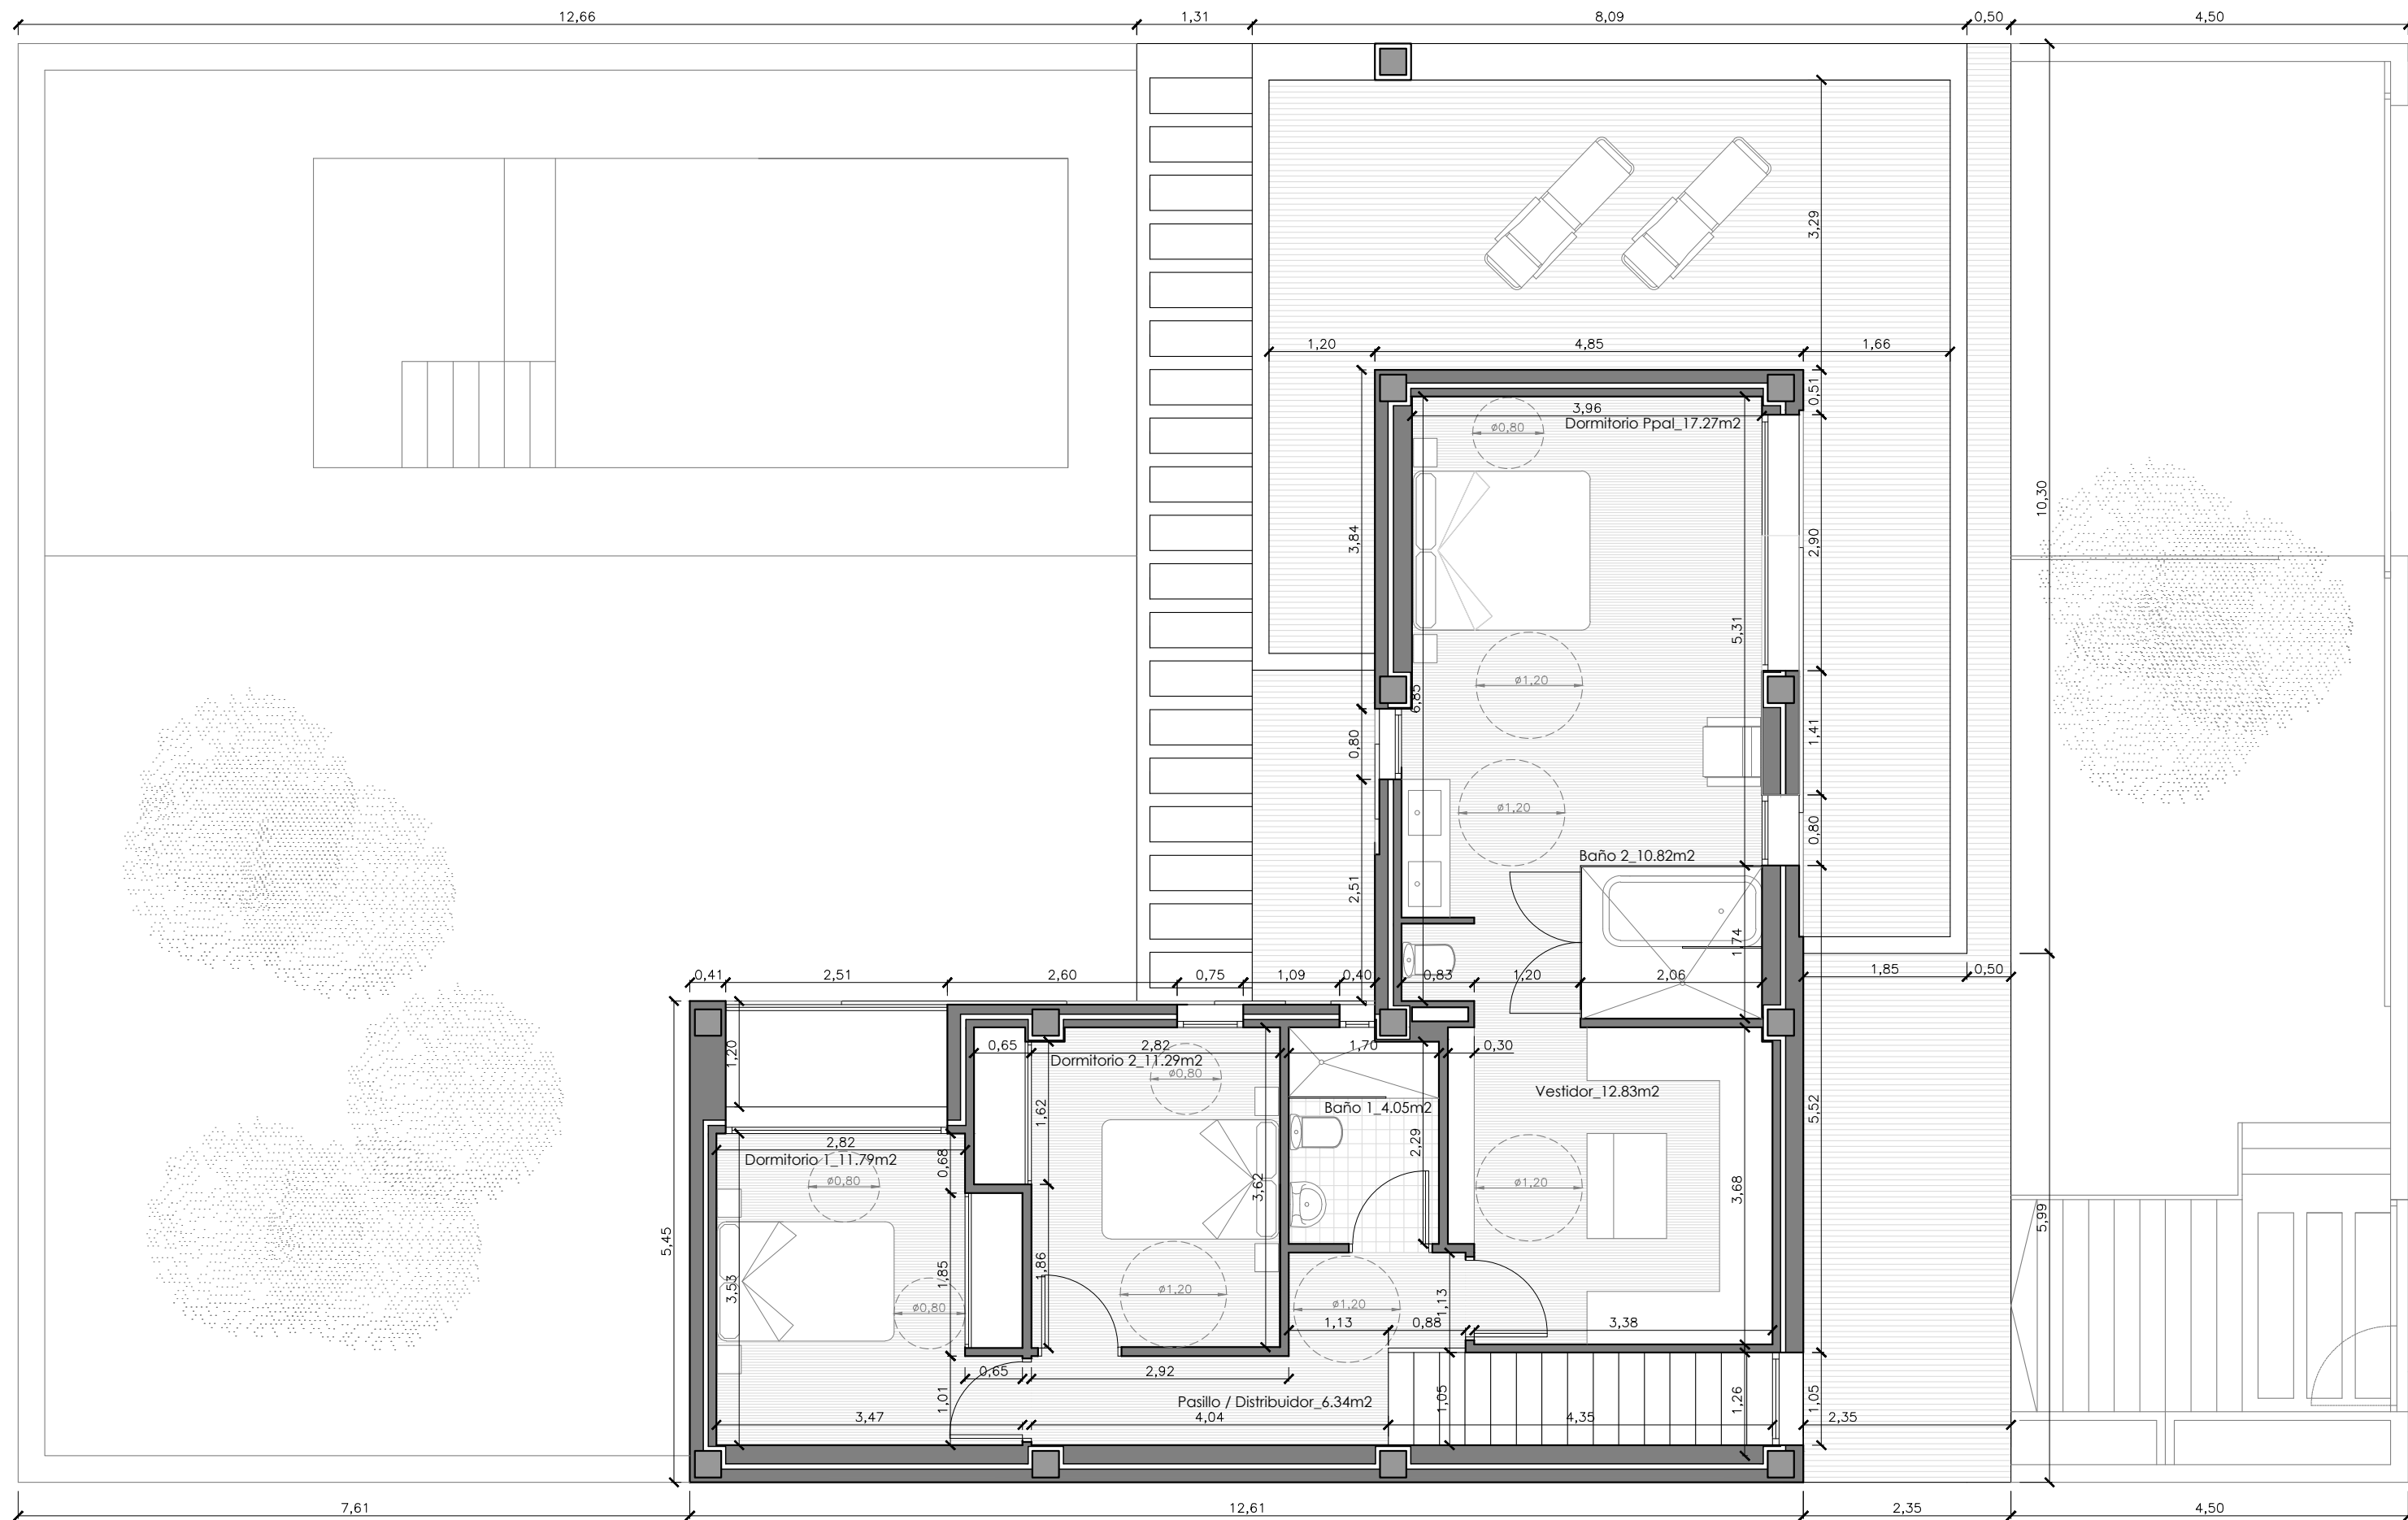 12,66 1,31 8,09 0,50 4,50
3,29
1,20 4,85 1,66
0,51
3,96
Dormitorio Ppal_17.27m2
ø0,80
10,30
3,84
2,90
5,31
ø1,20
6,85
0,80
1,41
ø1,20
0,80
Baño 2_10.82m2
2,51
1,74
0,41 2,51 2,60 0,75 1,09 0,40 0,83 1,20 2,06 1,85 0,50
1,20
0,65 2,82 1,70 0,30
Dormitorio 2_11.29m2
ø0,80
Vestidor_12.83m2
1,62
Baño 1_4.05m2
5,52
2,82
2,29
Dormitorio 1_11.79m2
0,68
ø0,80
3,62
ø1,20
3,68
5,99
5,45
1,86
1,85
3,53
ø0,80
ø1,20
ø1,20
1,13
1,13 0,88 3,38
0,65 2,92
1,01
1,05
1,26
1,05
Pasillo / Distribuidor_6.34m2
3,47 4,04 4,35 2,35
7,61 12,61 2,35 4,50